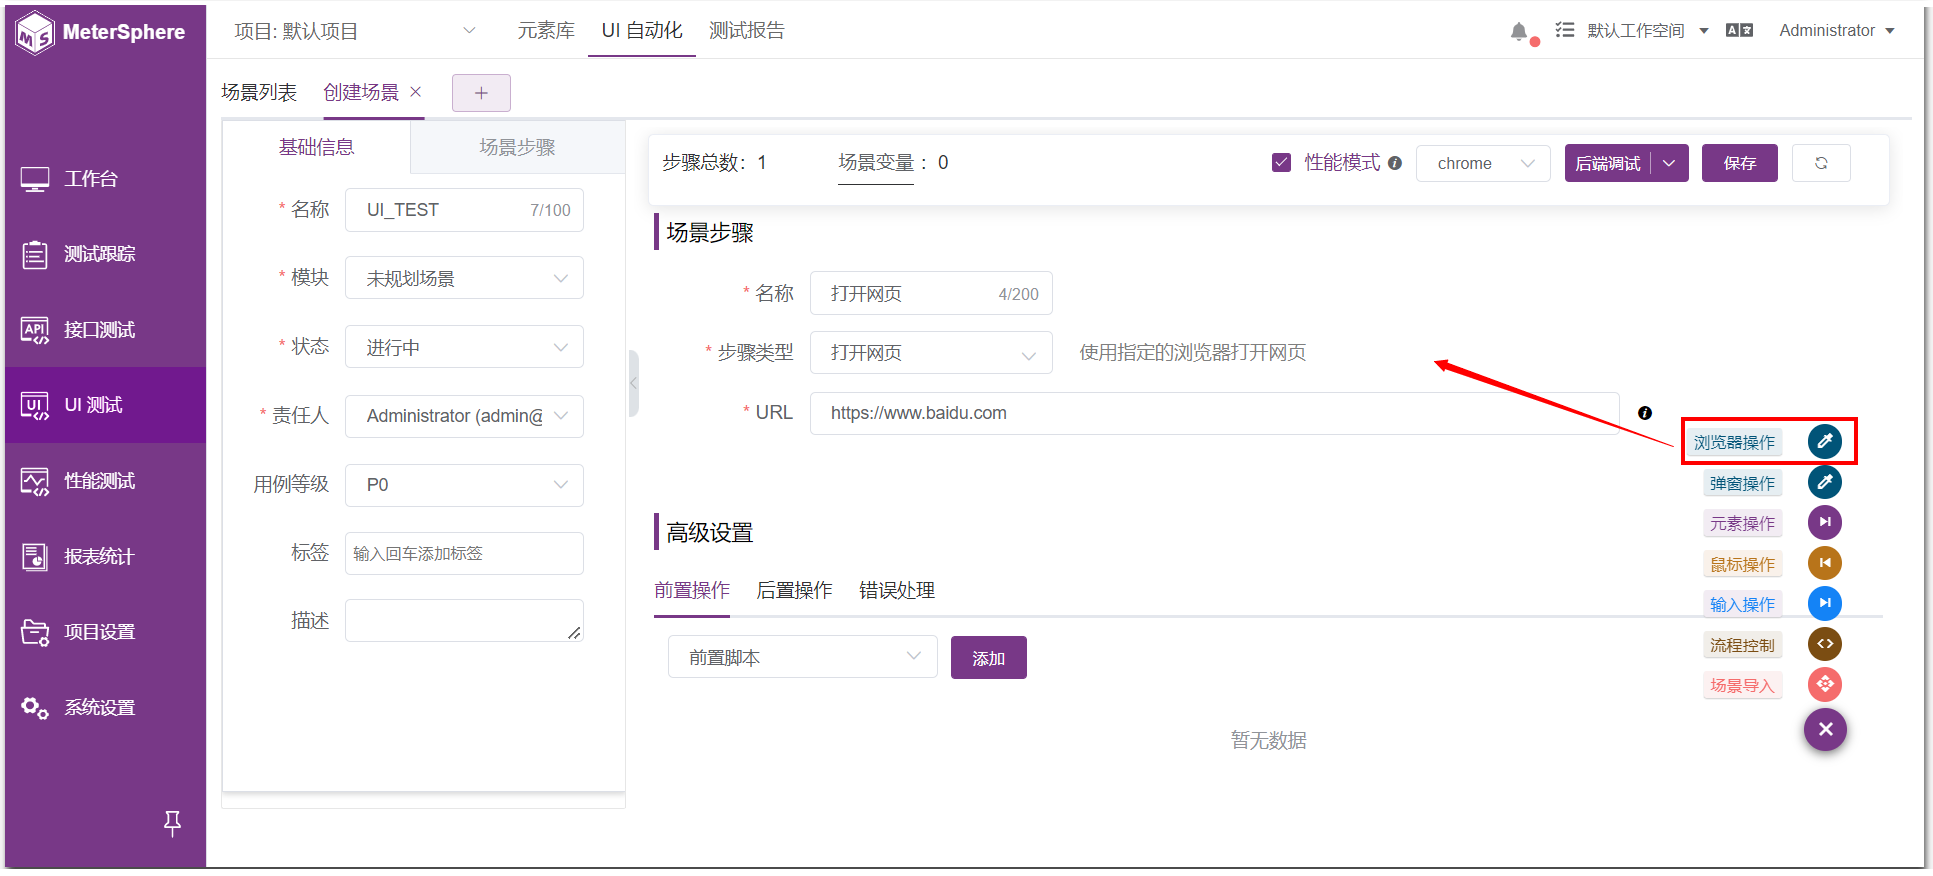 MeterSphere
项目: 默认项目
元素库
UI 自动化
测试报告
默认工作空间
Administrator
场景列表
创建场景
工作台
测试跟踪
接口测试
UI 测试
性能测试
报表统计
项目设置
系统设置
基础信息
场景步骤
* 名称
UI_TEST
7/100
* 模块
未规划场景
* 状态
进行中
* 责任人
Administrator (admin@
用例等级
P0
标签
输入回车添加标签
描述
步骤总数：1
场景变量 ：0
性能模式
chrome
后端调试
保存
场景步骤
* 名称
打开网页
4/200
* 步骤类型
打开网页
使用指定的浏览器打开网页
* URL
https://www.baidu.com
浏览器操作
弹窗操作
元素操作
鼠标操作
输入操作
流程控制
场景导入
高级设置
前置操作
后置操作
错误处理
前置脚本
添加
暂无数据